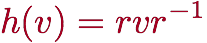 h(v) = rvr⁻¹